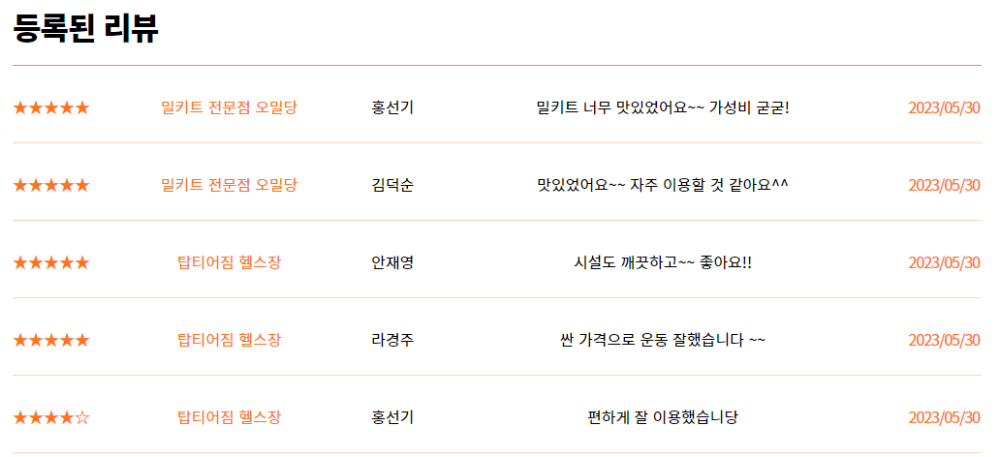 등록된 리뷰
★★★★★ 밀키트 전문점 오밀당 홍선기 밀키트 너무 맛있었어요~~ 가성비 굳굳! 2023/05/30
★★★★★ 밀키트 전문점 오밀당 김덕순 맛있었어요~~ 자주 이용할 것 같아요^^ 2023/05/30
★★★★★ 탑티어짐 헬스장 안재영 시설도 깨끗하고~~ 좋아요!! 2023/05/30
★★★★★ 탑티어짐 헬스장 라경주 싼 가격으로 운동 잘했습니다 ~~ 2023/05/30
★★★★☆ 탑티어짐 헬스장 홍선기 편하게 잘 이용했습니당 2023/05/30